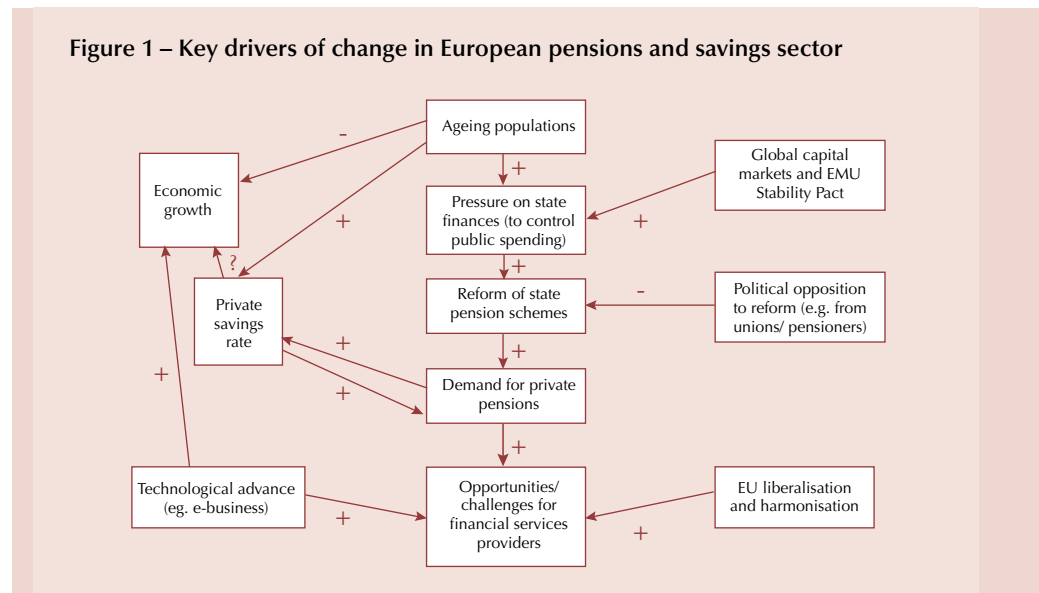 Figure 1 – Key drivers of change in European pensions and savings sector
Ageing populations
-
+
Global capital
markets and EMU
Stability Pact
Economic
growth
Pressure on state
finances (to control
public spending)
+
+
?
+
Reform of state
pension schemes
-
Political opposition
to reform (e.g. from
unions/ pensioners)
Private
savings
rate
+
+
+
+
Demand for private
pensions
+
Technological advance
(eg. e-business)
+
Opportunities/
challenges for
financial services
providers
EU liberalisation
and harmonisation
+